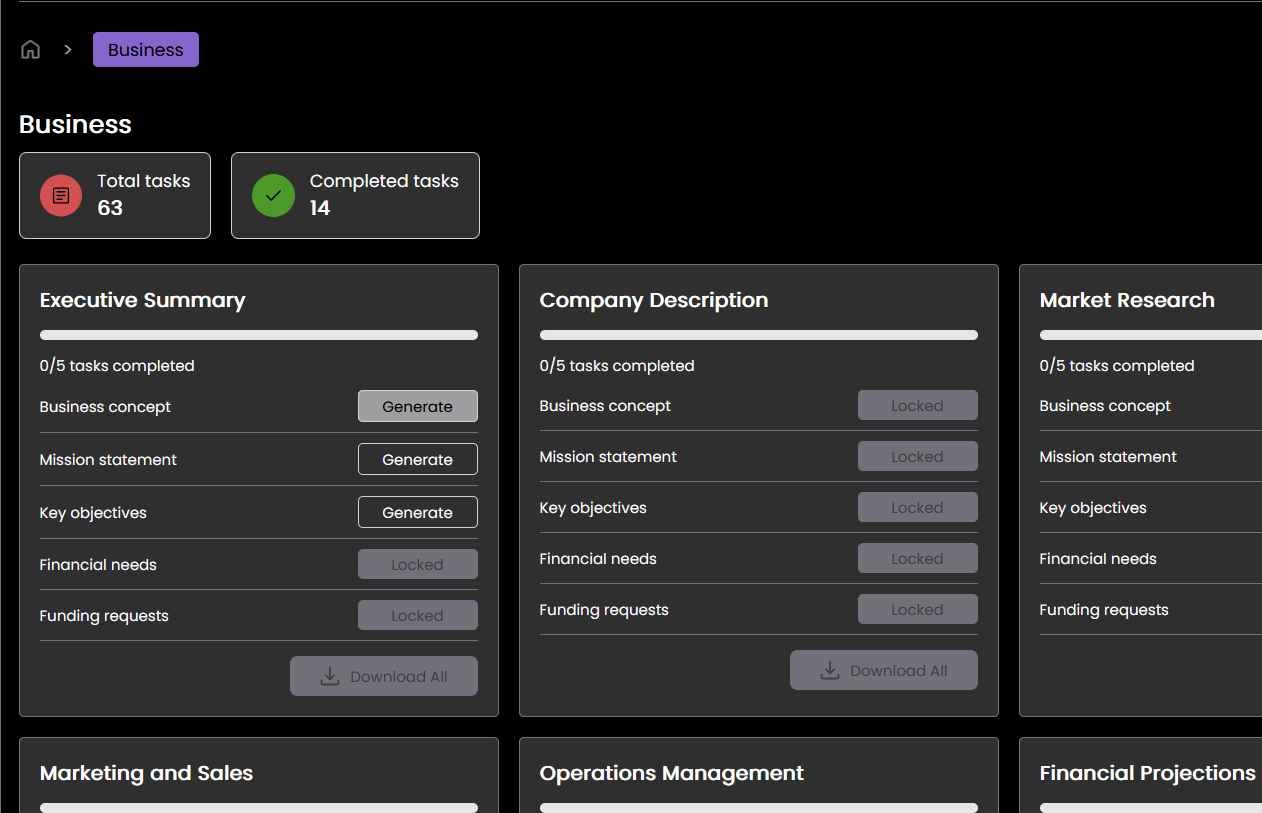 Business
Business
Total tasks
63
Completed tasks
14
Executive Summary
0/5 tasks completed
Business concept Generate
Mission statement Generate
Key objectives Generate
Financial needs Locked
Funding requests Locked
Download All
Company Description
0/5 tasks completed
Business concept Locked
Mission statement Locked
Key objectives Locked
Financial needs Locked
Funding requests Locked
Download All
Market Research
0/5 tasks completed
Business concept
Mission statement
Key objectives
Financial needs
Funding requests
Marketing and Sales
Operations Management
Financial Projections